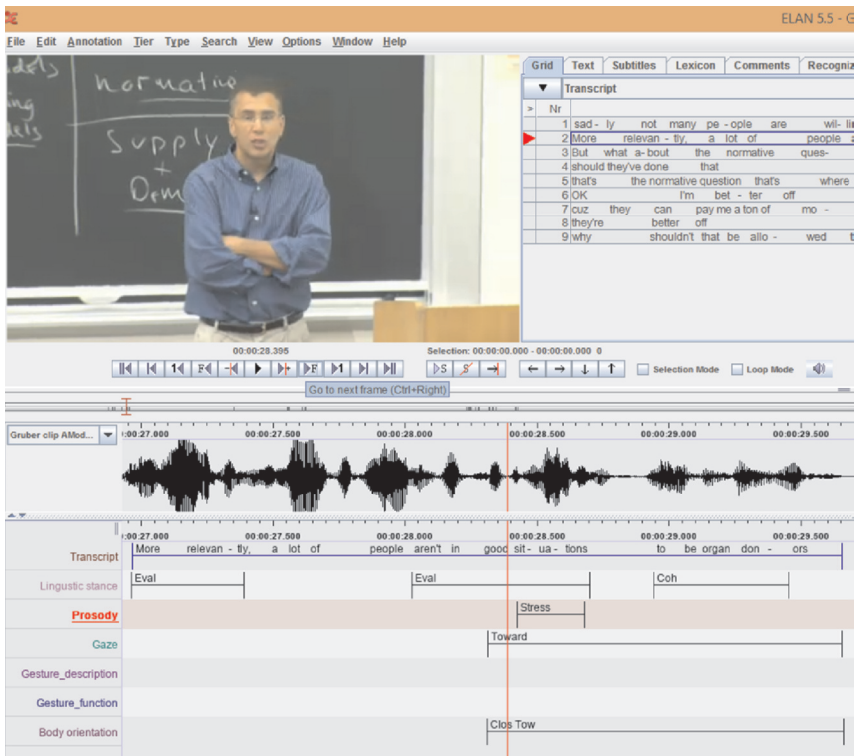 ELAN 5.5 - G
File Edit Annotation Tier Type Search View Options Window Help
normative
Supply
+
Dem
Grid Text Subtitles Lexicon Comments Recogniz
Transcript
> Nr
1 sad - ly not many pe - ople are wil- lin
2 More relevan - tly, a lot of people a
3 But what a- bout the normative ques-
4 should they've done that
5 that's the normative question that's where
6 OK I'm bet - ter off
7 cuz they can pay me a ton of mo -
8 they're better off
9 why shouldn't that be allo - wed t
00:00:28.395
Selection: 00:00:00.000 - 00:00:00.000 0
1 F F 1 S S Selection Mode Loop Mode
Go to next frame (Ctrl+Right)
Gruber clip AMod... :00:27.000 00:00:27.500 00:00:28.000 00:00:28.500 00:00:29.000 00:00:29.500
:00:27.000 00:00:27.500 00:00:28.000 00:00:28.500 00:00:29.000 00:00:29.500
Transcript More relevan - tly, a lot of people aren't in good sit- ua - tions to be organ don - ors
Lingustic stance Eval Eval Coh
Prosody Stress
Gaze Toward
Gesture_description
Gesture_function
Body orientation Clos Tow